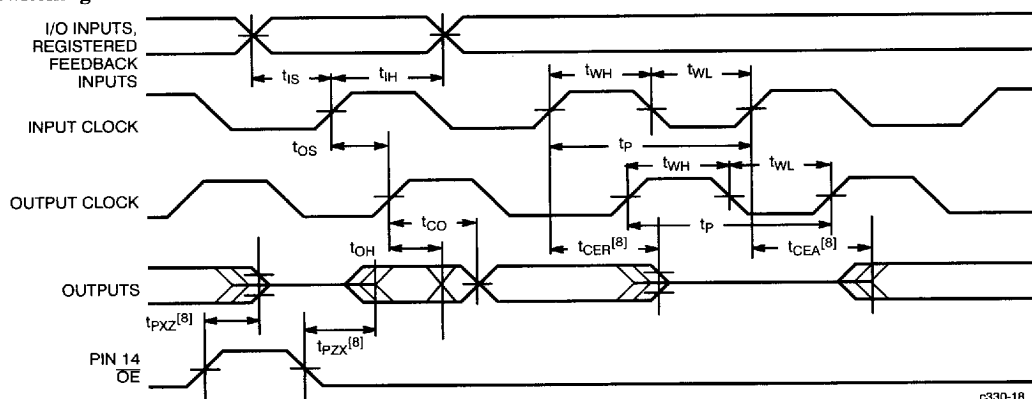 I/O INPUTS,
REGISTERED
FEEDBACK
INPUTS
tIS
tIH
tWH
tWL
INPUT CLOCK
tOS
tP
tWH
tWL
OUTPUT CLOCK
tCO
tP
tOH
tCER[8]
tCEA[8]
OUTPUTS
tPXZ[8]
tPZX[8]
PIN 14
OE
c330-18